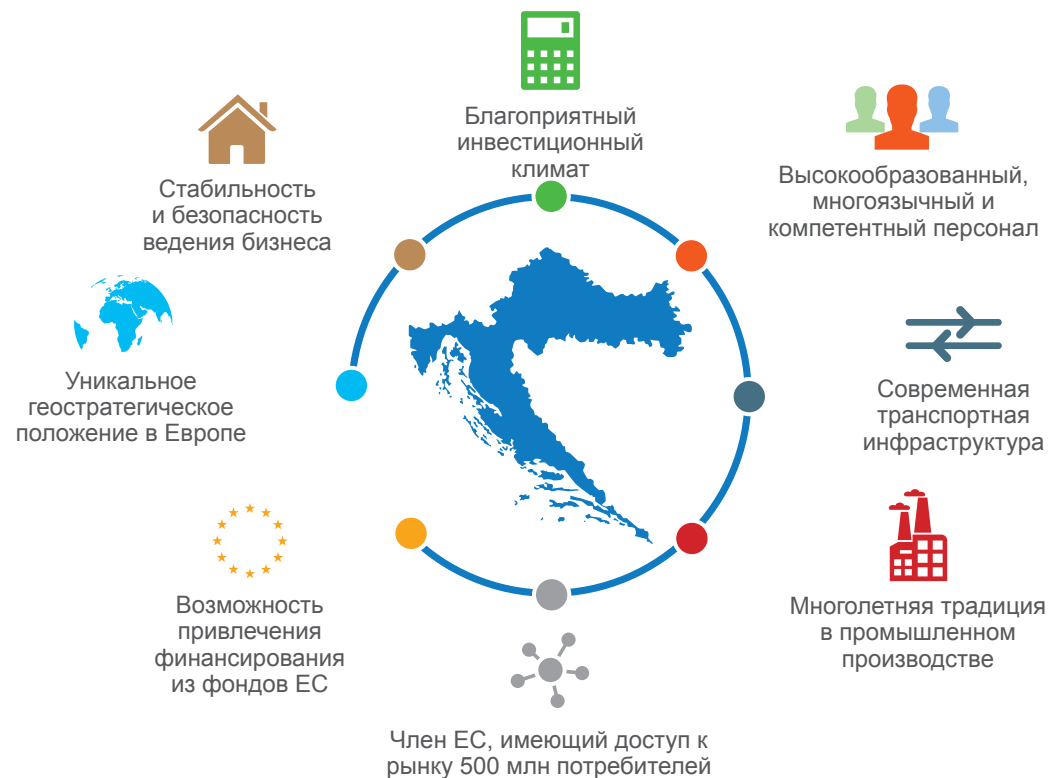 Благоприятный
инвестиционный
климат
Высокообразованный,
многоязычный и
компетентный персонал
Современная
транспортная
инфраструктура
Многолетняя традиция
в промышленном
производстве
Член ЕС, имеющий доступ к
рынку 500 млн потребителей
Возможность
привлечения
финансирования
из фондов ЕС
Уникальное
геостратегическое
положение в Европе
Стабильность
и безопасность
ведения бизнеса